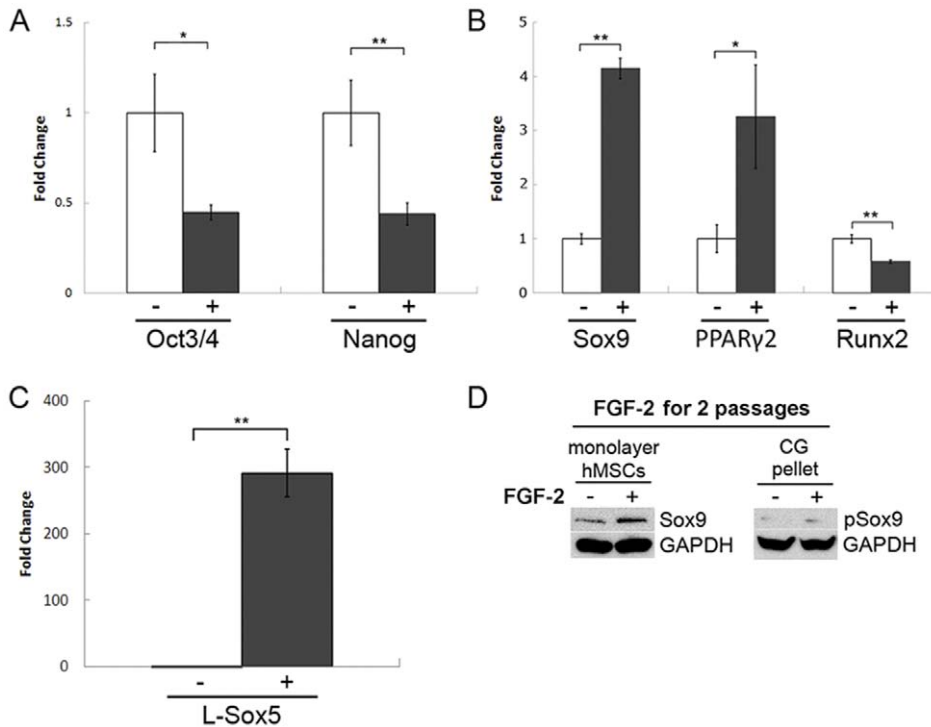 A
Fold Change
1.5
1
0.5
0
*
**
- + - +
Oct3/4 Nanog
B
Fold Change
5
4
3
2
1
0
**
*
**
- + - + - +
Sox9 PPARγ2 Runx2
C
Fold Change
400
300
200
100
0
**
- +
L-Sox5
D
FGF-2 for 2 passages
monolayer
hMSCs
CG
pellet
FGF-2 - + - +
Sox9 pSox9
GAPDH GAPDH